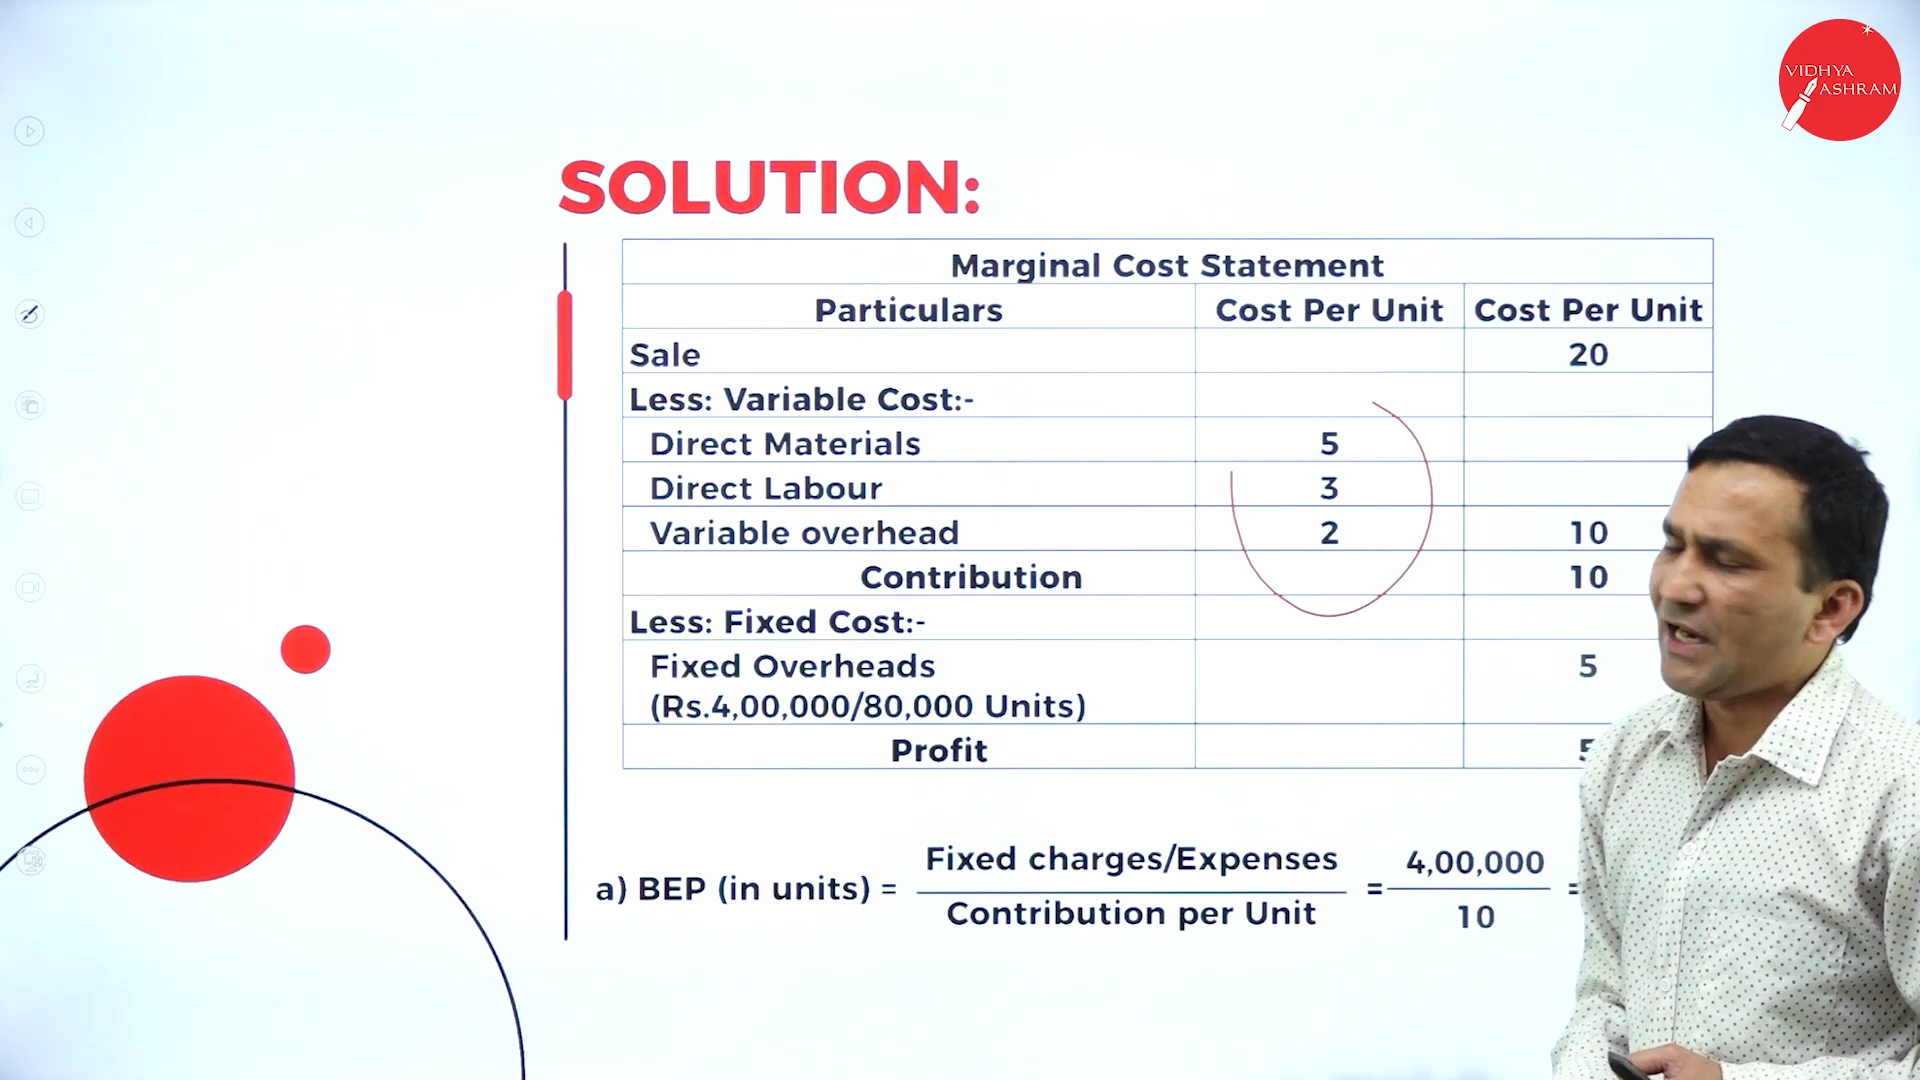 VIDHYA
ASHRAM
SOLUTION:
Marginal Cost Statement
Particulars Cost Per Unit Cost Per Unit
Sale 20
Less: Variable Cost:-
Direct Materials 5
Direct Labour 3
Variable overhead 2 10
Contribution 10
Less: Fixed Cost:-
Fixed Overheads 5
(Rs.4,00,000/80,000 Units)
Profit 5
a) BEP (in units) = Fixed charges/Expenses = 4,00,000 =
Contribution per Unit 10